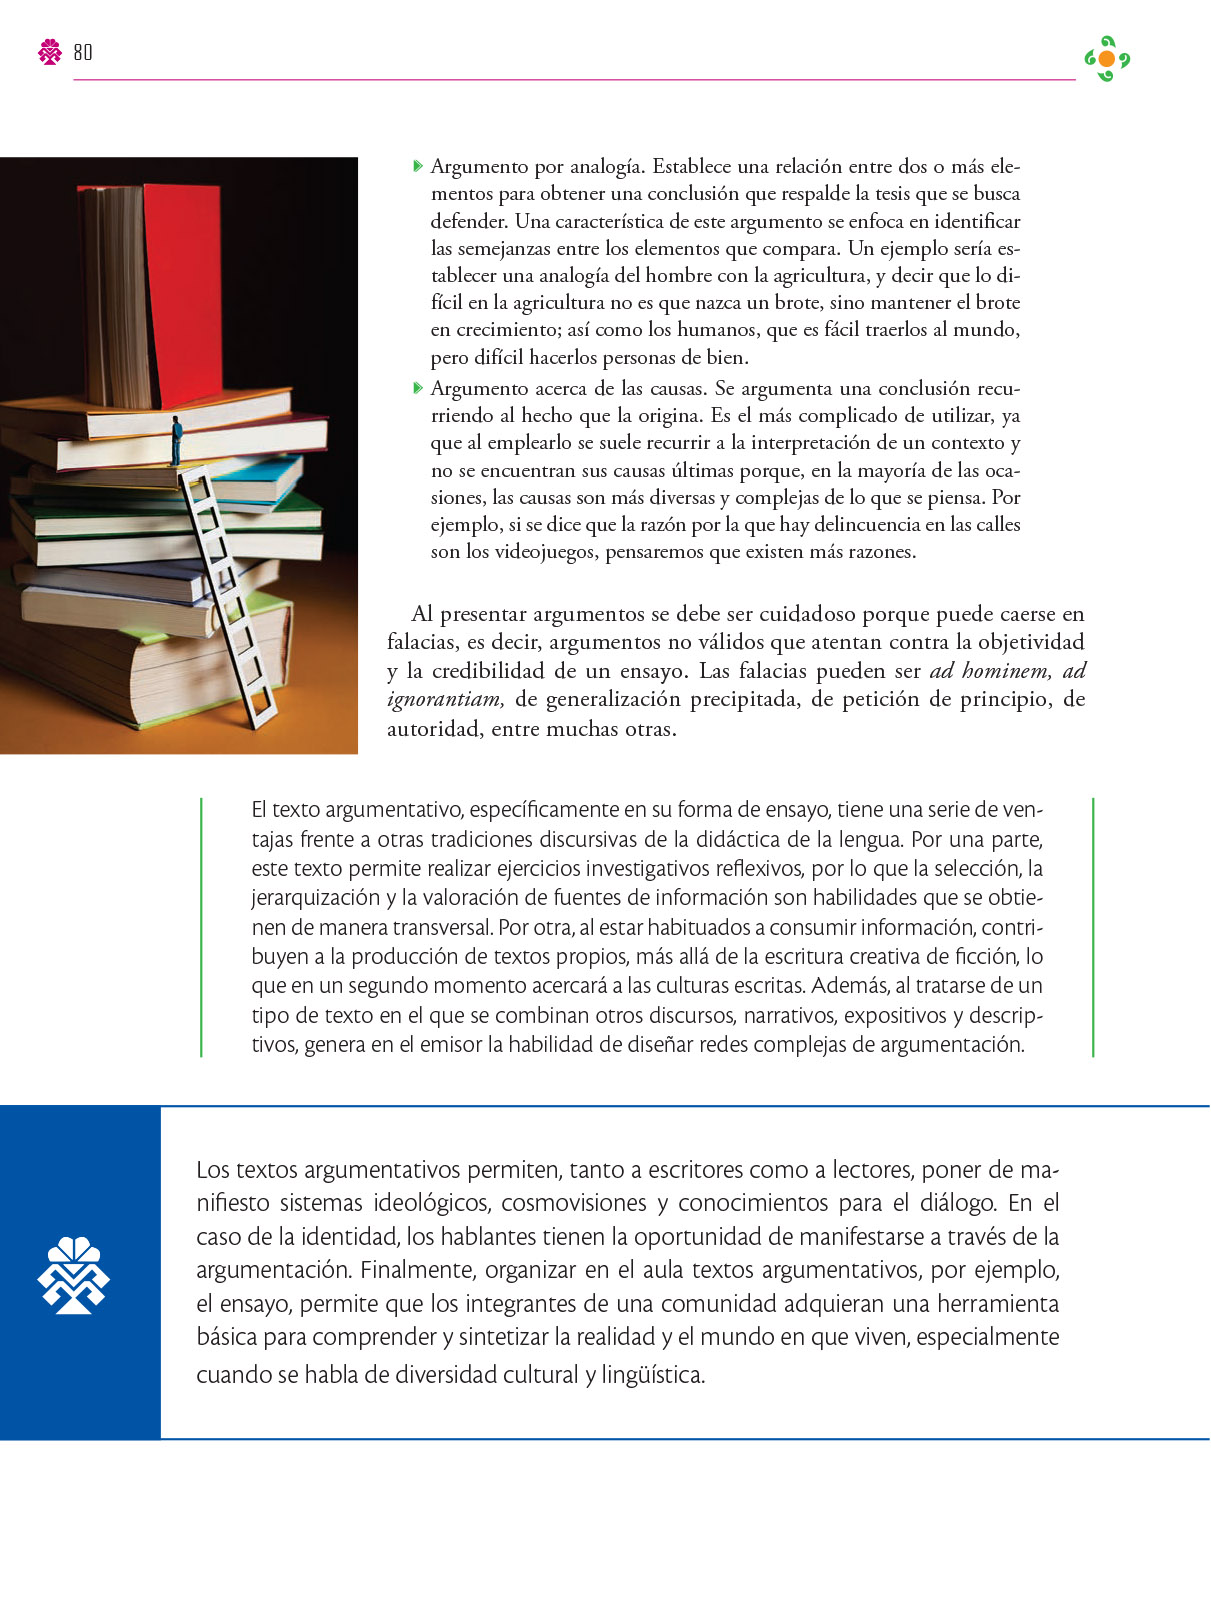 80
Argumento por analogía. Establece una relación entre dos o más ele-
mentos para obtener una conclusión que respalde la tesis que se busca
defender. Una característica de este argumento se enfoca en identificar
las semejanzas entre los elementos que compara. Un ejemplo sería es-
tablecer una analogía del hombre con la agricultura, y decir que lo di-
fícil en la agricultura no es que nazca un brote, sino mantener el brote
en crecimiento; así como los humanos, que es fácil traerlos al mundo,
pero difícil hacerlos personas de bien.
Argumento acerca de las causas. Se argumenta una conclusión recu-
rriendo al hecho que la origina. Es el más complicado de utilizar, ya
que al emplearlo se suele recurrir a la interpretación de un contexto y
no se encuentran sus causas últimas porque, en la mayoría de las oca-
siones, las causas son más diversas y complejas de lo que se piensa. Por
ejemplo, si se dice que la razón por la que hay delincuencia en las calles
son los videojuegos, pensaremos que existen más razones.
Al presentar argumentos se debe ser cuidadoso porque puede caerse en
falacias, es decir, argumentos no válidos que atentan contra la objetividad
y la credibilidad de un ensayo. Las falacias pueden ser ad hominem, ad
ignorantiam, de generalización precipitada, de petición de principio, de
autoridad, entre muchas otras.
El texto argumentativo, específicamente en su forma de ensayo, tiene una serie de ven-
tajas frente a otras tradiciones discursivas de la didáctica de la lengua. Por una parte,
este texto permite realizar ejercicios investigativos reflexivos, por lo que la selección, la
jerarquización y la valoración de fuentes de información son habilidades que se obtie-
nen de manera transversal. Por otra, al estar habituados a consumir información, contri-
buyen a la producción de textos propios, más allá de la escritura creativa de ficción, lo
que en un segundo momento acercará a las culturas escritas. Además, al tratarse de un
tipo de texto en el que se combinan otros discursos, narrativos, expositivos y descrip-
tivos, genera en el emisor la habilidad de diseñar redes complejas de argumentación.
Los textos argumentativos permiten, tanto a escritores como a lectores, poner de ma-
nifiesto sistemas ideológicos, cosmovisiones y conocimientos para el diálogo. En el
caso de la identidad, los hablantes tienen la oportunidad de manifestarse a través de la
argumentación. Finalmente, organizar en el aula textos argumentativos, por ejemplo,
el ensayo, permite que los integrantes de una comunidad adquieran una herramienta
básica para comprender y sintetizar la realidad y el mundo en que viven, especialmente
cuando se habla de diversidad cultural y lingüística.